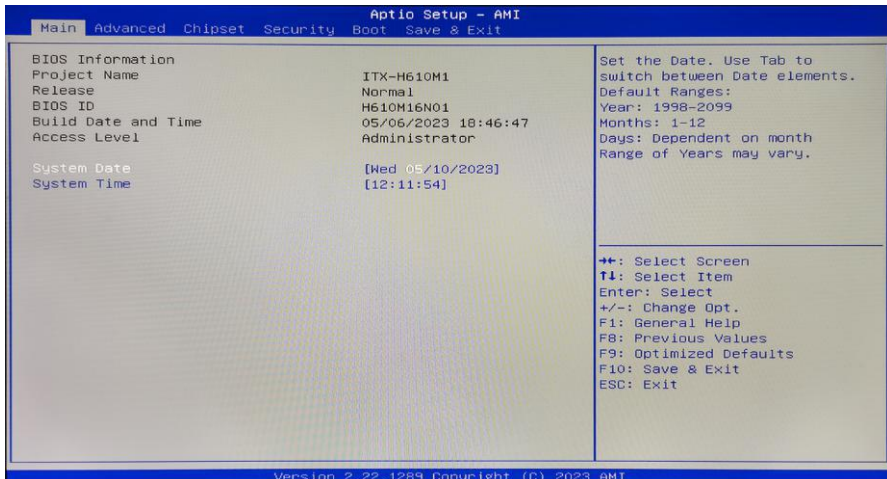 Aptio Setup – AMI
Main Advanced Chipset Security Boot Save & Exit
BIOS Information
Project Name ITX-H610M1
Release Normal
BIOS ID H610M16N01
Build Date and Time 05/06/2023 18:46:47
Access Level Administrator
System Date [Wed 05/10/2023]
System Time [12:11:54]
Set the Date. Use Tab to
switch between Date elements.
Default Ranges:
Year: 1998-2099
Months: 1-12
Days: Dependent on month
Range of Years may vary.
→←: Select Screen
↑↓: Select Item
Enter: Select
+/-: Change Opt.
F1: General Help
F8: Previous Values
F9: Optimized Defaults
F10: Save & Exit
ESC: Exit
Version 2.22.1289 Copyright (C) 2023 AMI